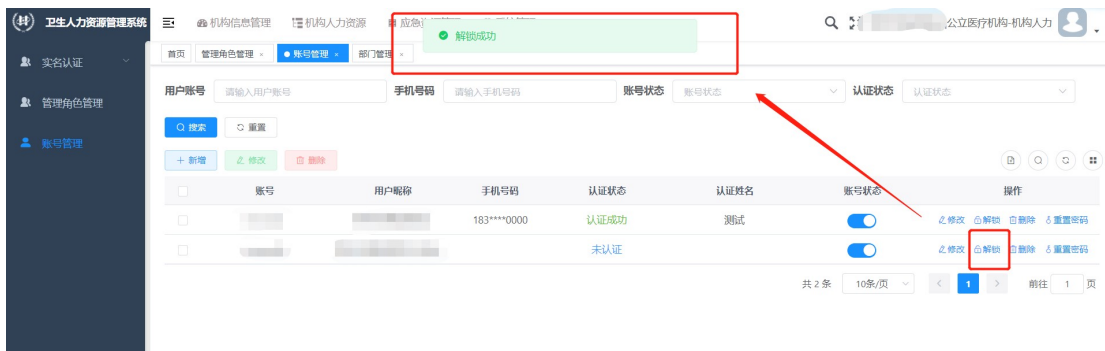 卫生人力资源管理系统
机构信息管理 机构人力资源 应急
公立医疗机构-机构人力
解锁成功
实名认证
管理角色管理
账号管理
首页 管理角色管理 × 账号管理 × 部门管理 ×
用户账号 请输入用户账号 手机号码 请输入手机号码 账号状态 账号状态 认证状态 认证状态
搜索 重置
+ 新增 修改 删除
账号 用户昵称 手机号码 认证状态 认证姓名 账号状态 操作
183****0000 认证成功 测试 修改 解锁 删除 重置密码
未认证 修改 解锁 删除 重置密码
共 2 条 10条/页 < 1 > 前往 1 页